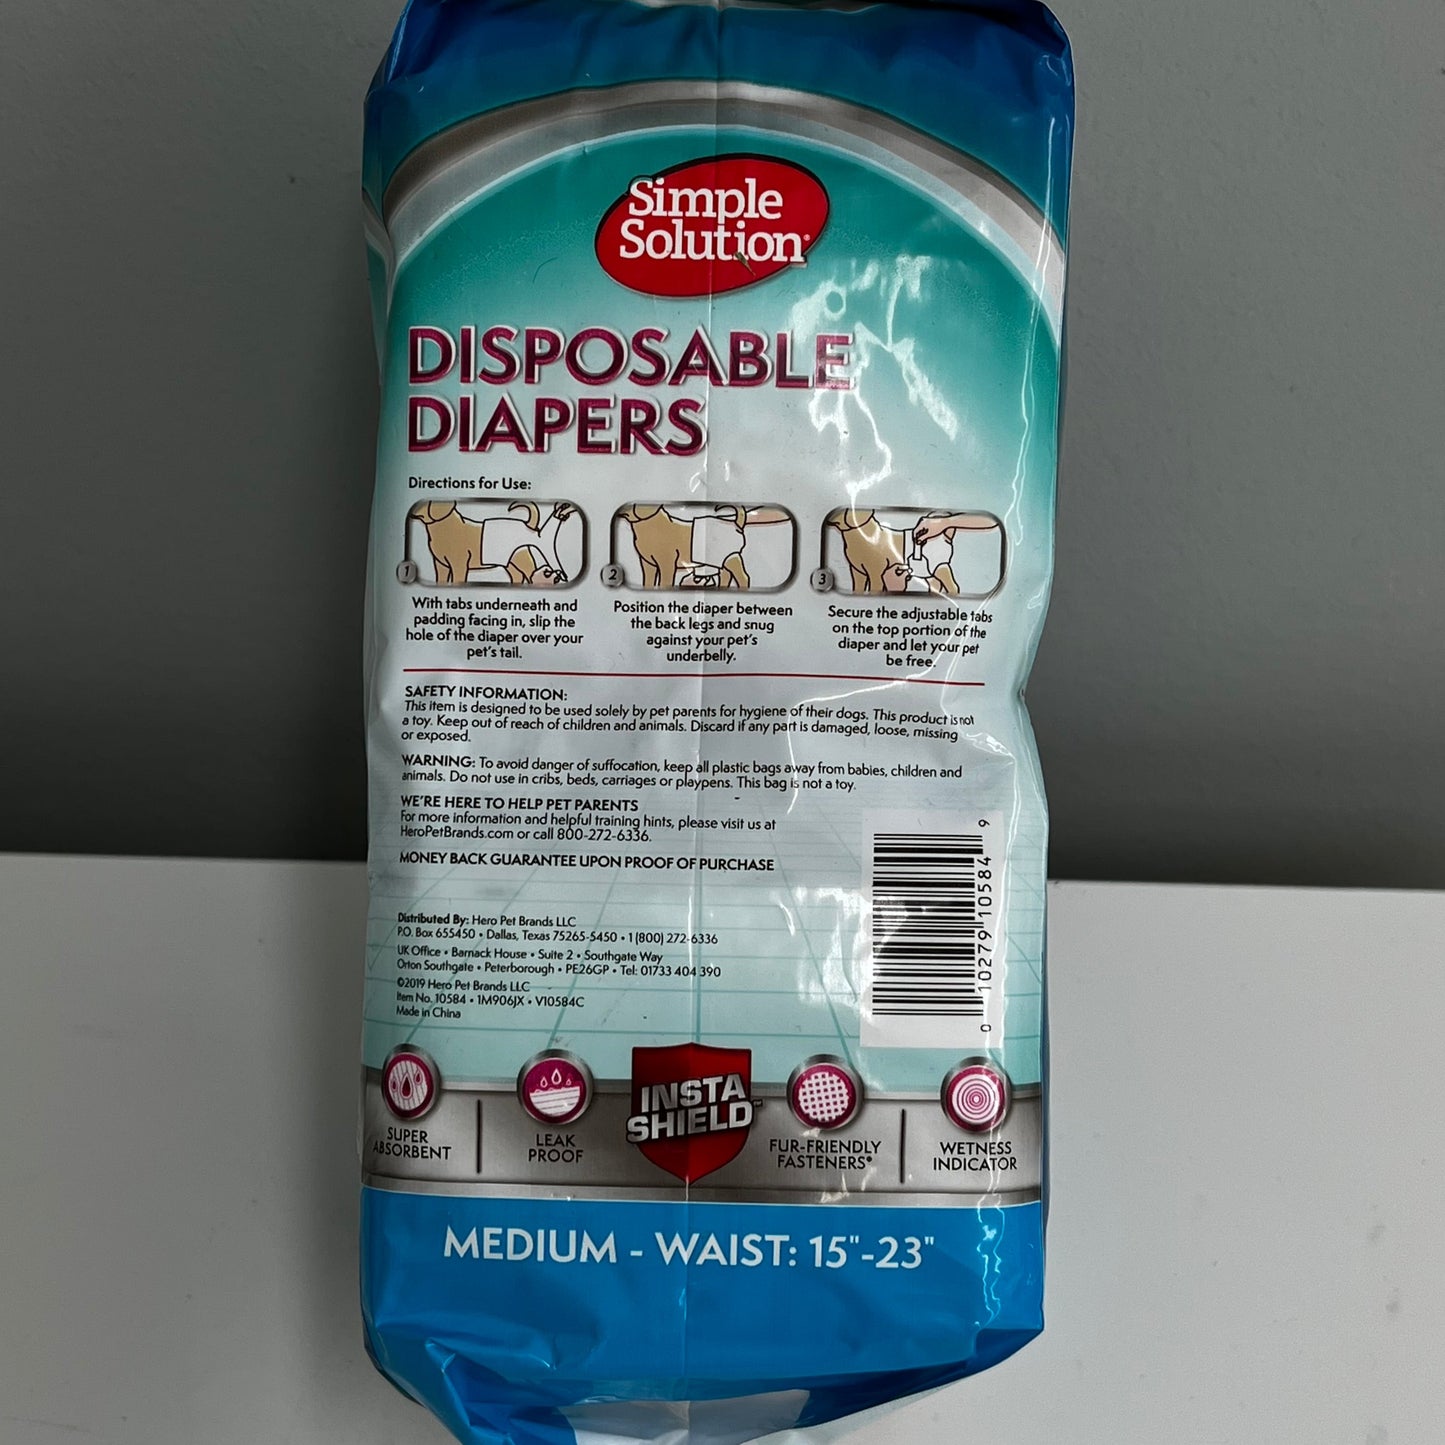 Simple
Solution®
DISPOSABLE
DIAPERS
Directions for Use:
1
With tabs underneath and
padding facing in, slip the
hole of the diaper over your
pet's tail.
2
Position the diaper between
the back legs and snug
against your pet's
underbelly.
3
Secure the adjustable tabs
on the top portion of the
diaper and let your pet
be free.
SAFETY INFORMATION:
This item is designed to be used solely by pet parents for hygiene of their dogs. This product is not
a toy. Keep out of reach of children and animals. Discard if any part is damaged, loose, missing
or exposed.
WARNING: To avoid danger of suffocation, keep all plastic bags away from babies, children and
animals. Do not use in cribs, beds, carriages or playpens. This bag is not a toy.
WE'RE HERE TO HELP PET PARENTS
For more information and helpful training hints, please visit us at
HeroPetBrands.com or call 800-272-6336.
MONEY BACK GUARANTEE UPON PROOF OF PURCHASE
Distributed By: Hero Pet Brands LLC
P.O. Box 655450 • Dallas, Texas 75265-5450 • 1 (800) 272-6336
UK Office • Barnack House • Suite 2 • Southgate Way
Orton Southgate • Peterborough • PE26GP • Tel: 01733 404 390
©2019 Hero Pet Brands LLC
Item No. 10584 • 1M906JX • V10584C
Made in China
0 10279 10584 9
SUPER
ABSORBENT
LEAK
PROOF
INSTA
SHIELD™
FUR-FRIENDLY
FASTENERS®
WETNESS
INDICATOR
MEDIUM - WAIST: 15"-23"